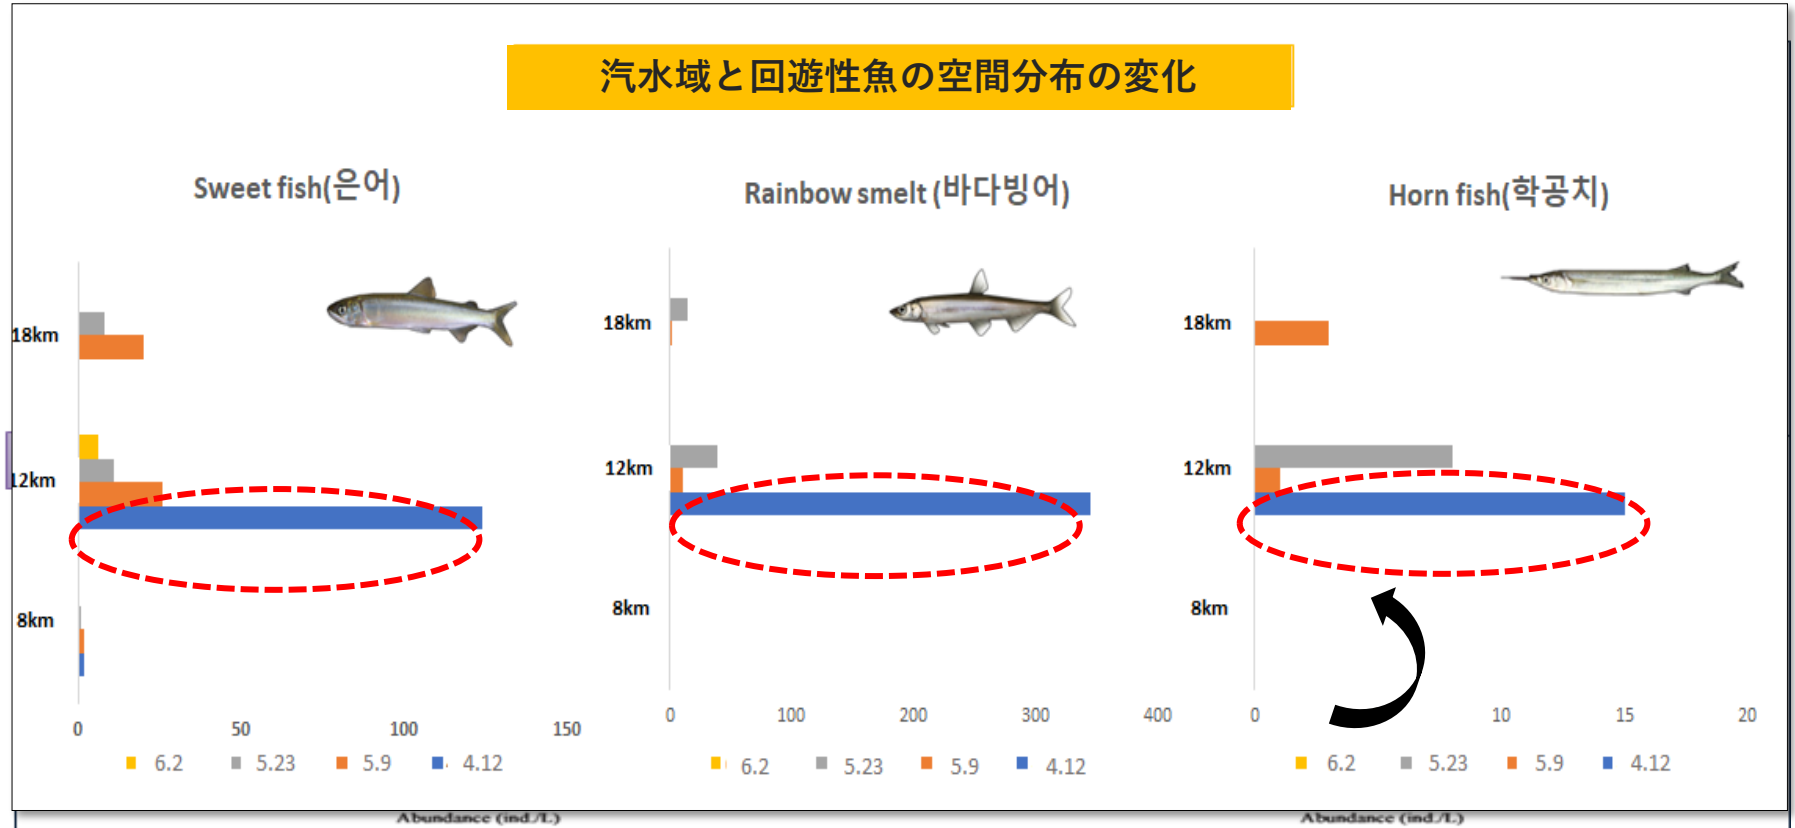 汽水域と回遊性魚の空間分布の変化
Sweet fish(은어)
18km
12km
8km
0 50 100 150
6.2 5.23 5.9 4.12
Rainbow smelt (바다빙어)
18km
12km
8km
0 100 200 300 400
6.2 5.23 5.9 4.12
Horn fish(학공치)
18km
12km
8km
0 10 15 20
6.2 5.23 5.9 4.12
Abundance (ind./L) Abundance (ind./L)